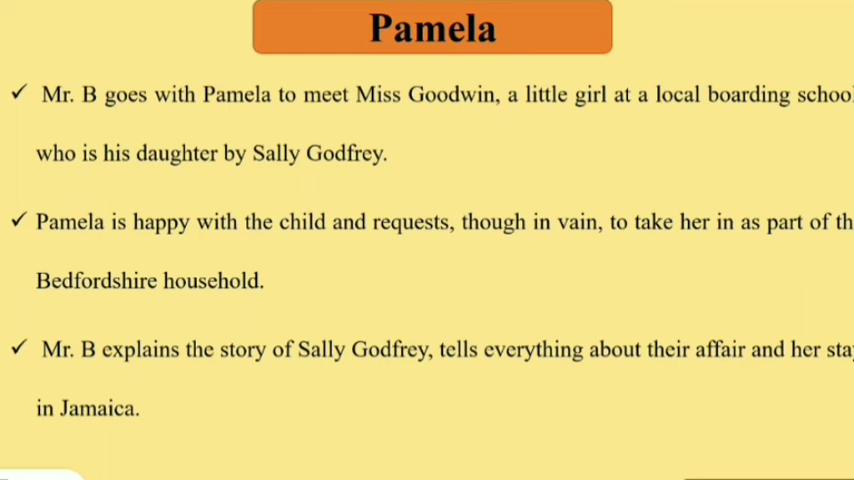 Pamela
✓ Mr. B goes with Pamela to meet Miss Goodwin, a little girl at a local boarding school
who is his daughter by Sally Godfrey.
✓ Pamela is happy with the child and requests, though in vain, to take her in as part of th
Bedfordshire household.
✓ Mr. B explains the story of Sally Godfrey, tells everything about their affair and her stay
in Jamaica.